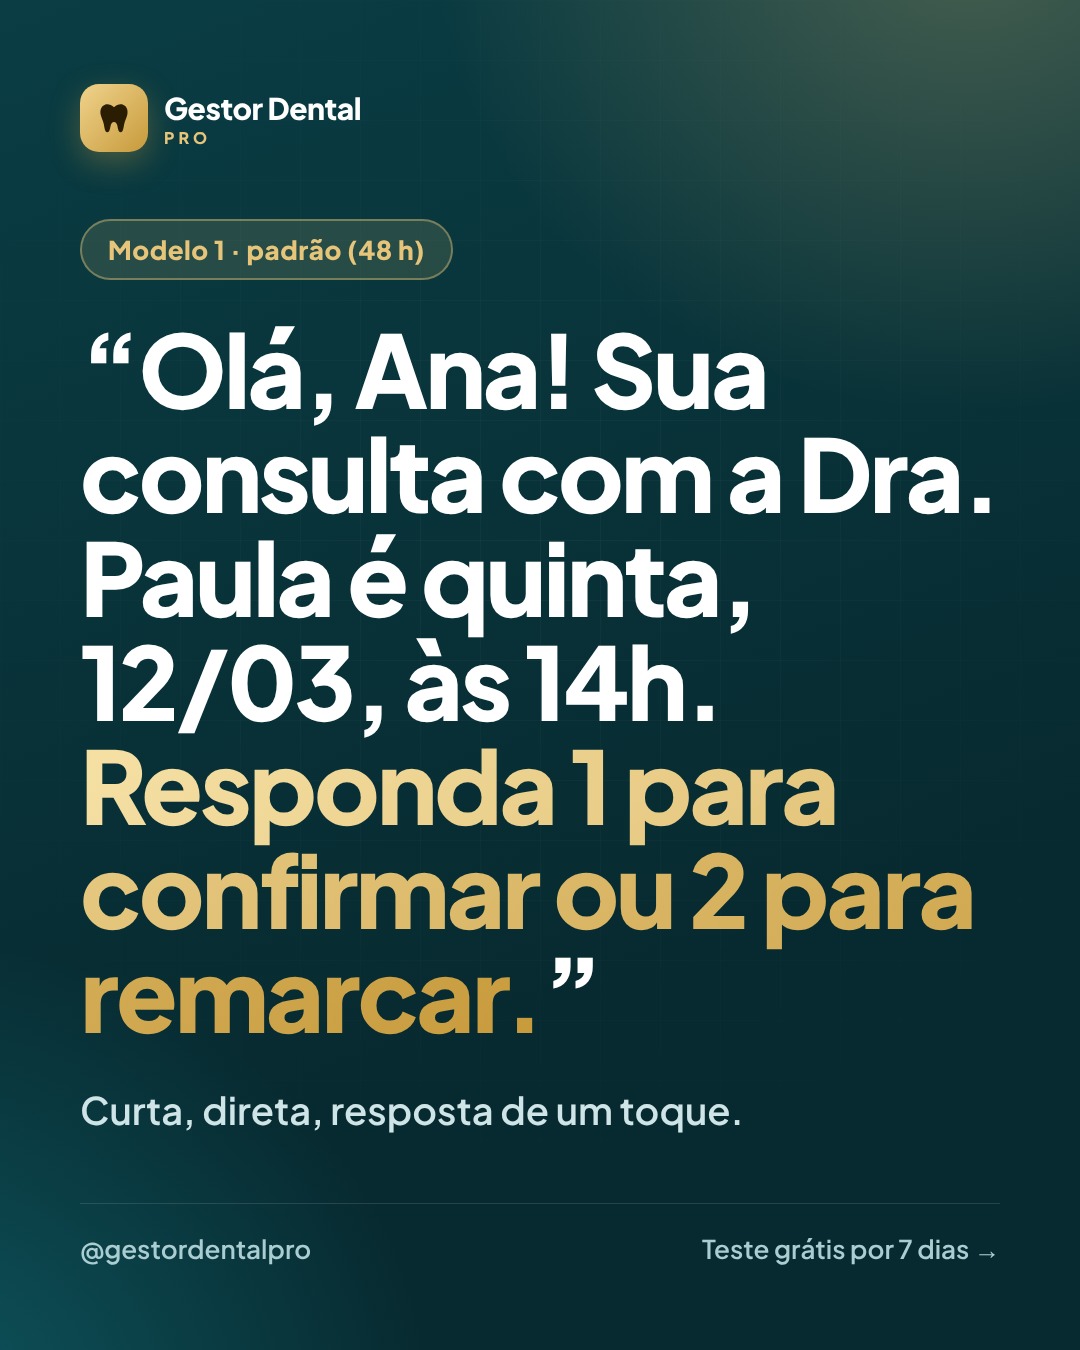 Gestor Dental
PRO
Modelo 1 · padrão (48 h)
“Olá, Ana! Sua
consulta com a Dra.
Paula é quinta,
12/03, às 14h.
Responda 1 para
confirmar ou 2 para
remarcar.”
Curta, direta, resposta de um toque.
@gestordentalpro
Teste grátis por 7 dias →